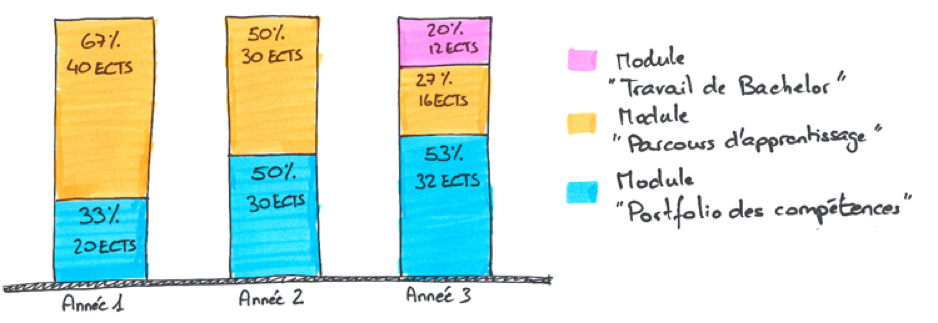 67%
40 ECTS
33%
20 ECTS
Année 1
50%
30 ECTS
50%
30 ECTS
Année 2
20%
12 ECTS
27%
16 ECTS
53%
32 ECTS
Année 3
Module
"Travail de Bachelor"
Module
"Parcours d'apprentissage"
Module
"Portfolio des compétences"